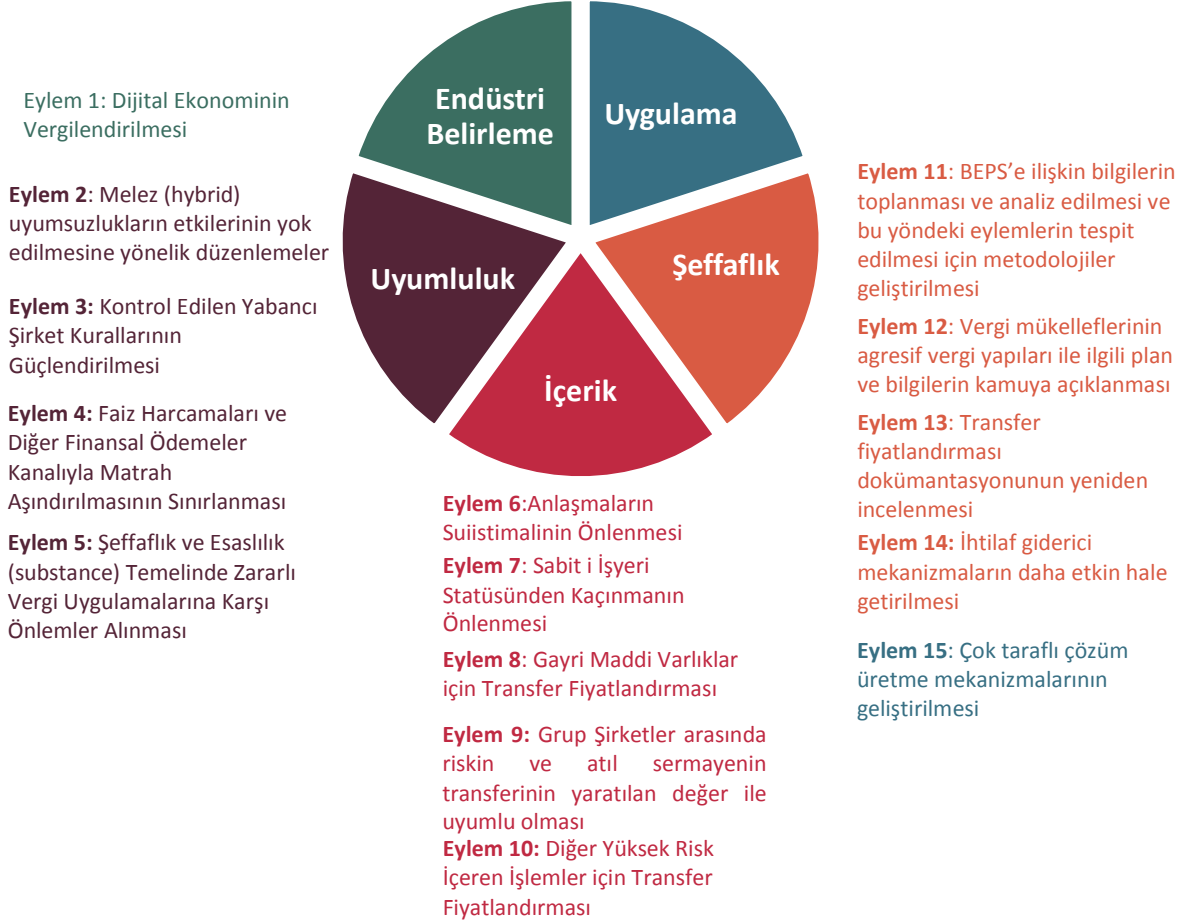 Endüstri
Belirleme
Uygulama
Uyumluluk
Şeffaflık
İçerik
Eylem 1: Dijital Ekonominin
Vergilendirilmesi
Eylem 2: Melez (hybrid)
uyumsuzlukların etkilerinin yok
edilmesine yönelik düzenlemeler
Eylem 3: Kontrol Edilen Yabancı
Şirket Kurallarının
Güçlendirilmesi
Eylem 4: Faiz Harcamaları ve
Diğer Finansal Ödemeler
Kanalıyla Matrah
Aşındırılmasının Sınırlanması
Eylem 5: Şeffaflık ve Esaslılık
(substance) Temelinde Zararlı
Vergi Uygulamalarına Karşı
Önlemler Alınması
Eylem 6:Anlaşmaların
Suiistimalinin Önlenmesi
Eylem 7: Sabit i İşyeri
Statüsünden Kaçınmanın
Önlenmesi
Eylem 8: Gayri Maddi Varlıklar
için Transfer Fiyatlandırması
Eylem 9: Grup Şirketler arasında
riskin ve atıl sermayenin
transferinin yaratılan değer ile
uyumlu olması
Eylem 10: Diğer Yüksek Risk
İçeren İşlemler için Transfer
Fiyatlandırması
Eylem 11: BEPS’e ilişkin bilgilerin
toplanması ve analiz edilmesi ve
bu yöndeki eylemlerin tespit
edilmesi için metodolojiler
geliştirilmesi
Eylem 12: Vergi mükelleflerinin
agresif vergi yapıları ile ilgili plan
ve bilgilerin kamuya açıklanması
Eylem 13: Transfer
fiyatlandırması
dokümantasyonunun yeniden
incelenmesi
Eylem 14: İhtilaf giderici
mekanizmaların daha etkin hale
getirilmesi
Eylem 15: Çok taraflı çözüm
üretme mekanizmalarının
geliştirilmesi